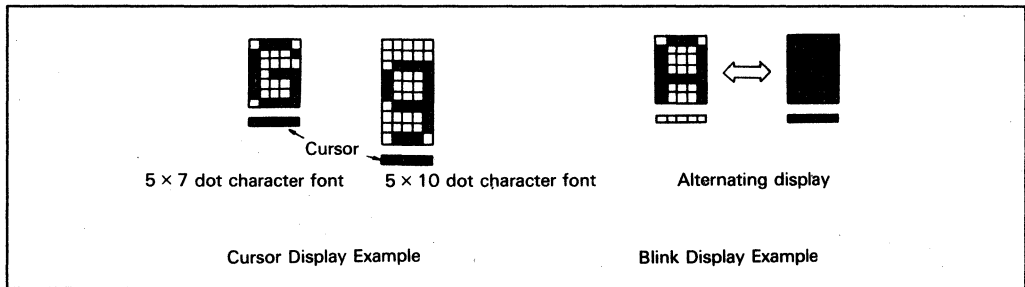 Cursor
5 × 7 dot character font
5 × 10 dot character font
Alternating display
Cursor Display Example
Blink Display Example